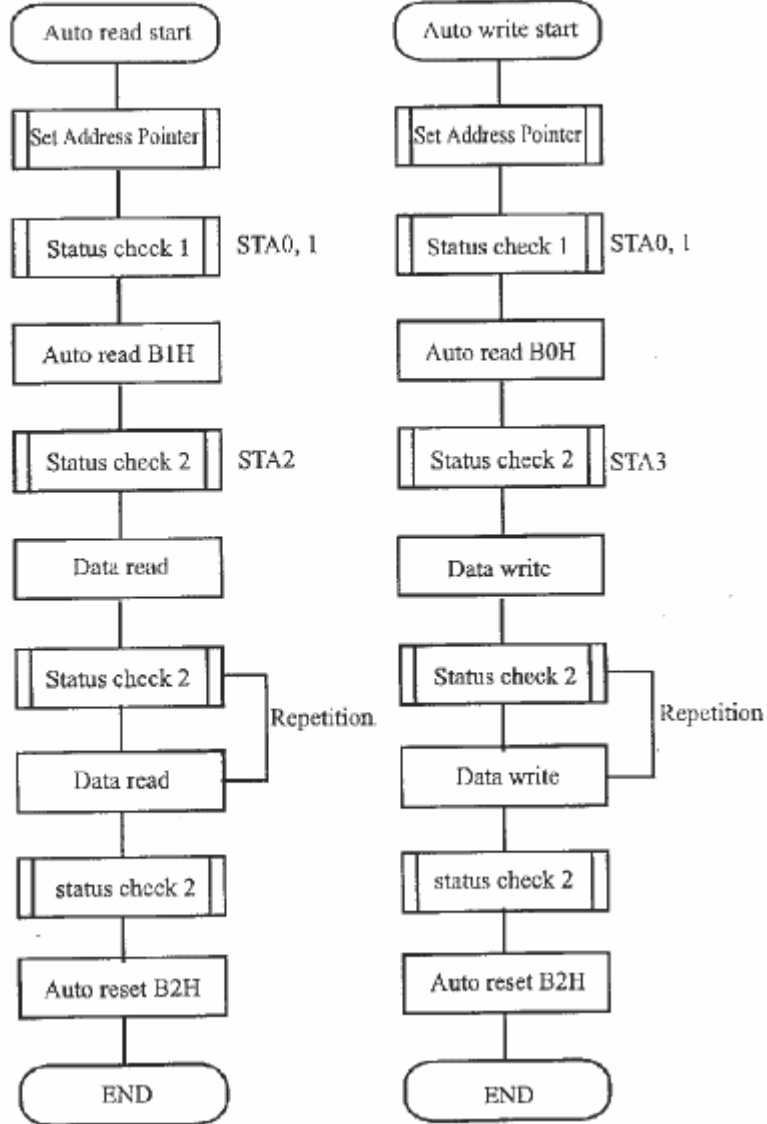 Auto read start
Set Address Pointer
Status check 1
STA0, 1
Auto read B1H
Status check 2
STA2
Data read
Status check 2
Repetition
Data read
status check 2
Auto reset B2H
END
Auto write start
Set Address Pointer
Status check 1
STA0, 1
Auto read B0H
Status check 2
STA3
Data write
Status check 2
Repetition
Data write
status check 2
Auto reset B2H
END